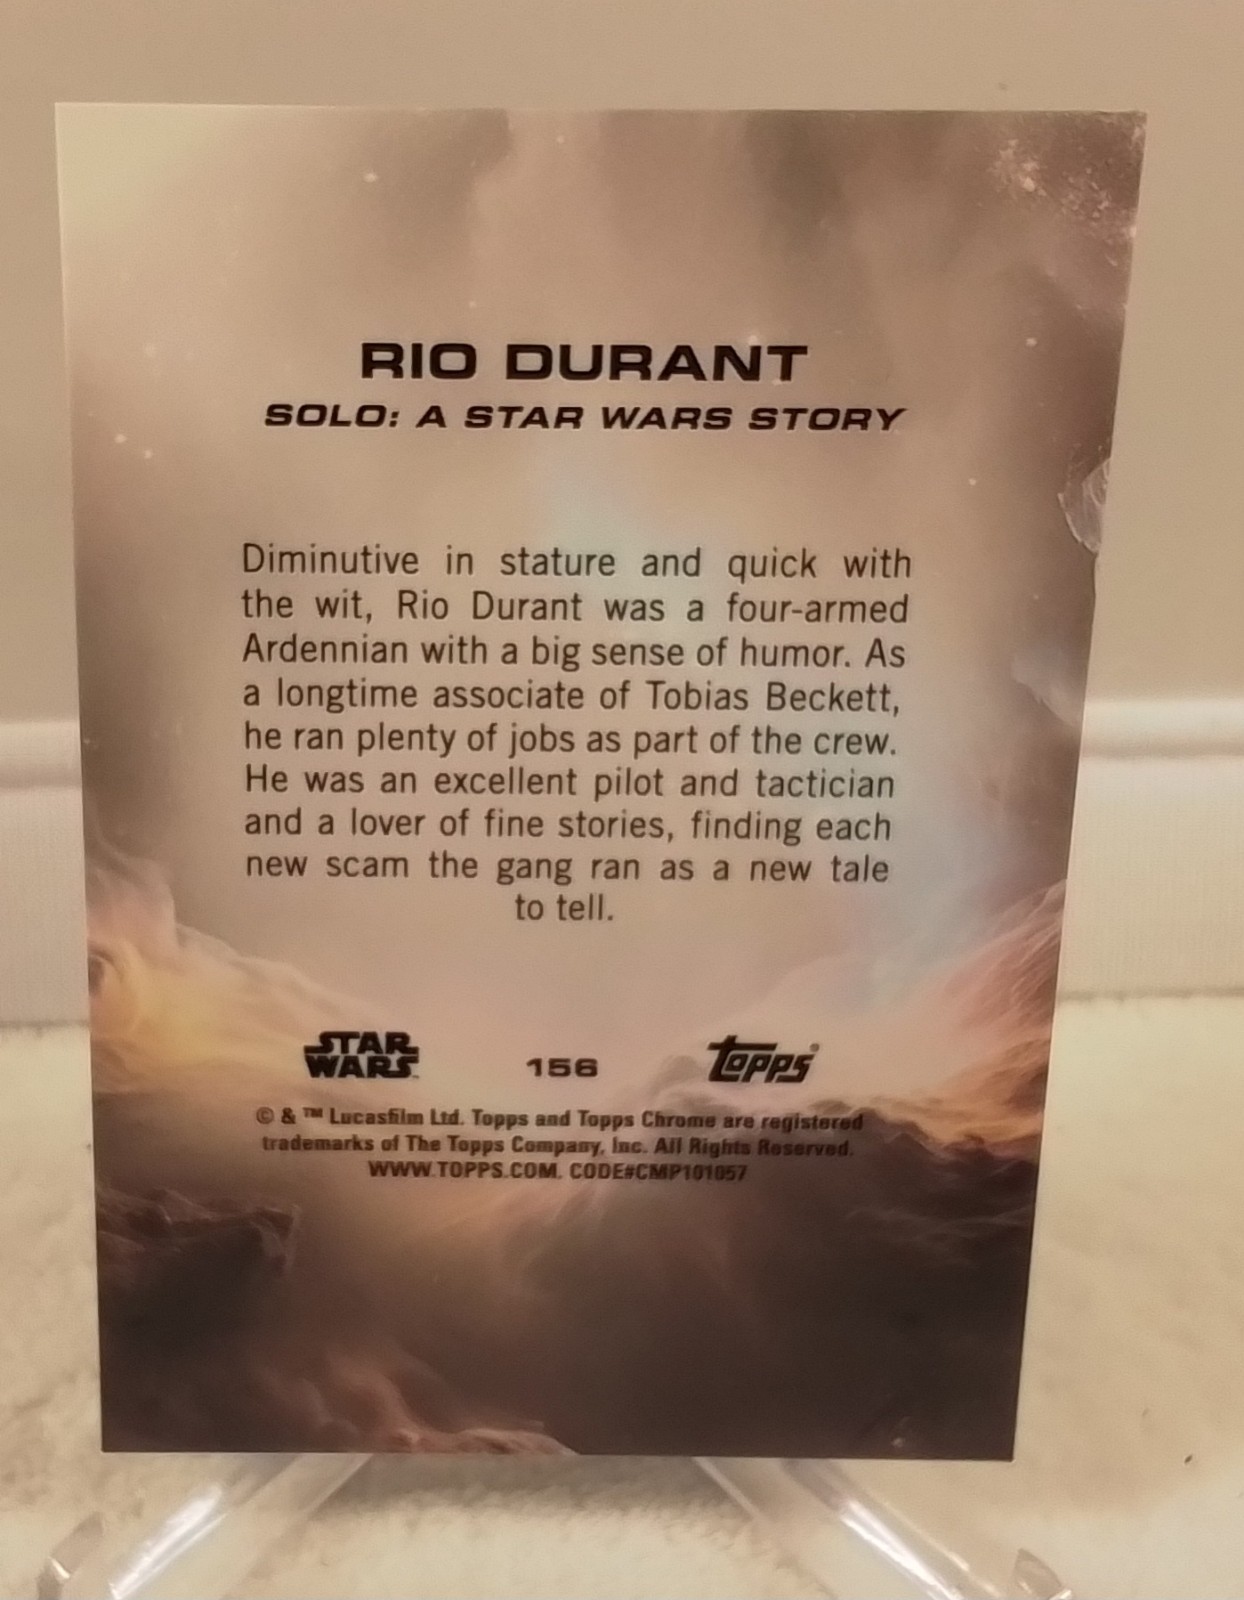 RIO DURANT
SOLO: A STAR WARS STORY
Diminutive in stature and quick with
the wit, Rio Durant was a four-armed
Ardennian with a big sense of humor. As
a longtime associate of Tobias Beckett,
he ran plenty of jobs as part of the crew.
He was an excellent pilot and tactician
and a lover of fine stories, finding each
new scam the gang ran as a new tale
to tell.
STAR WARS 156 TOPPS®
© & ™ Lucasfilm Ltd. Topps and Topps Chrome are registered
trademarks of The Topps Company, Inc. All Rights Reserved.
WWW.TOPPS.COM. CODE#CMP101057